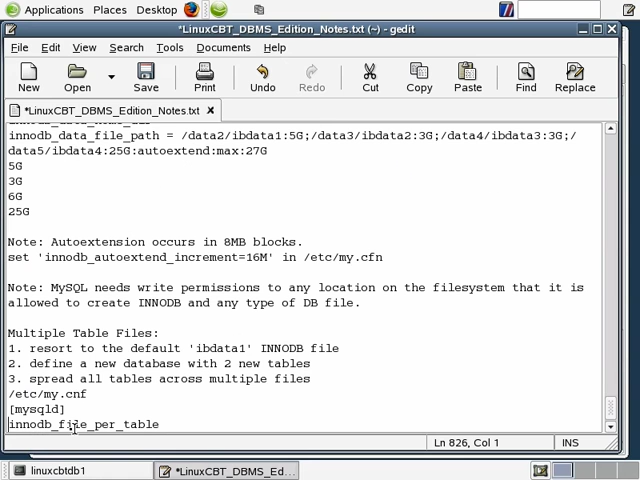 Applications Places Desktop
*LinuxCBT_DBMS_Edition_Notes.txt (~) - gedit
File Edit View Search Tools Documents Help
New Open Save Print Undo Redo Cut Copy Paste Find Replace
*LinuxCBT_DBMS_Edition_Notes.txt
innodb_data_file_path = /data2/ibdata1:5G;/data3/ibdata2:3G;/data4/ibdata3:3G;/
data5/ibdata4:25G:autoextend:max:27G
5G
3G
6G
25G
Note: Autoextension occurs in 8MB blocks.
set 'innodb_autoextend_increment=16M' in /etc/my.cfn
Note: MySQL needs write permissions to any location on the filesystem that it is
allowed to create INNODB and any type of DB file.
Multiple Table Files:
1. resort to the default 'ibdata1' INNODB file
2. define a new database with 2 new tables
3. spread all tables across multiple files
/etc/my.cnf
[mysqld]
innodb_file_per_table
Ln 826, Col 1 INS
linuxcbtdb1 *LinuxCBT_DBMS_Ed...